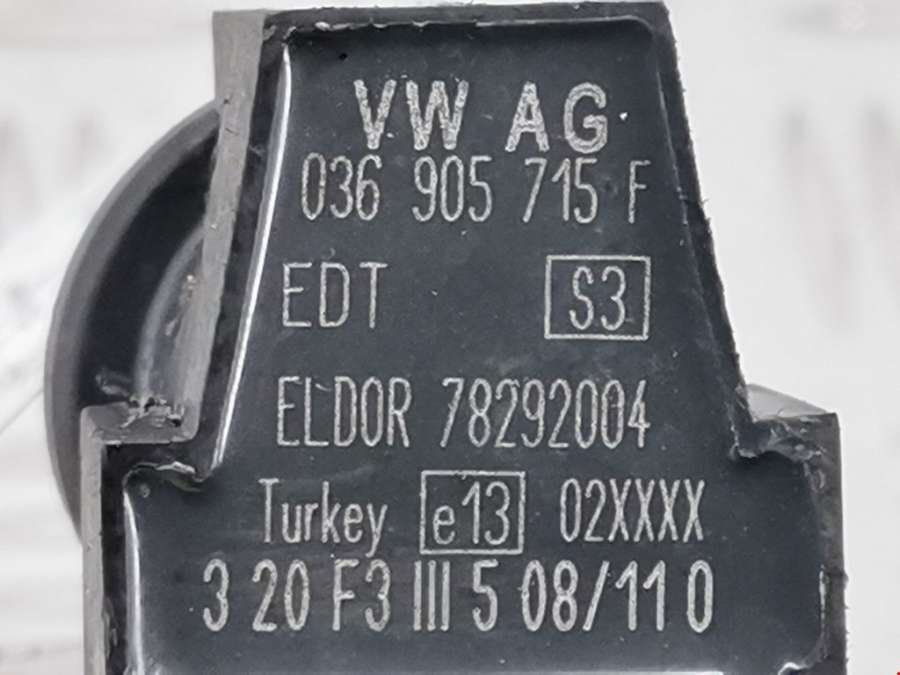 VW AG
036 905 715 F
EDT S3
ELDOR 78292004
Turkey e13 02XXXX
3 20 F3 III 5 08/11 0